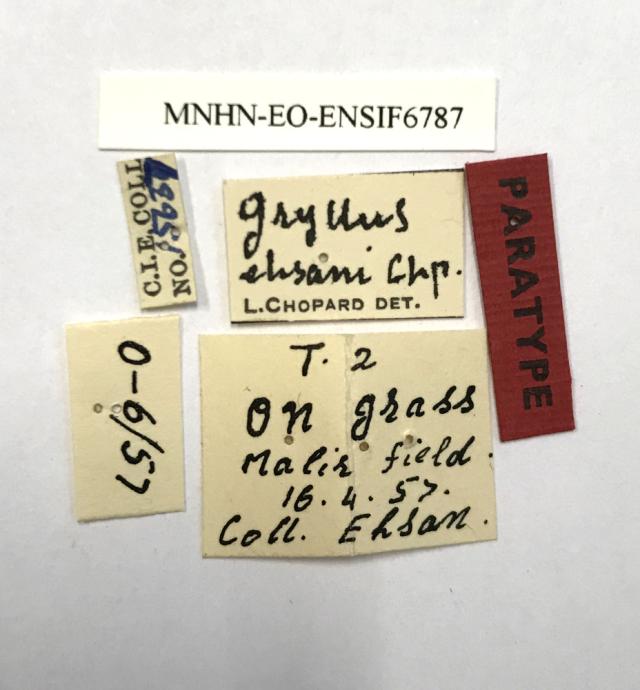 MNHN-EO-ENSIF6787
C.I.E. COLL
NO.
Gryllus
ehsani Chp.
L. CHOPARD DET.
PARATYPE
0-6/57
T. 2
On grass
Malir field.
16. 4. 57.
Coll. Ehsan.